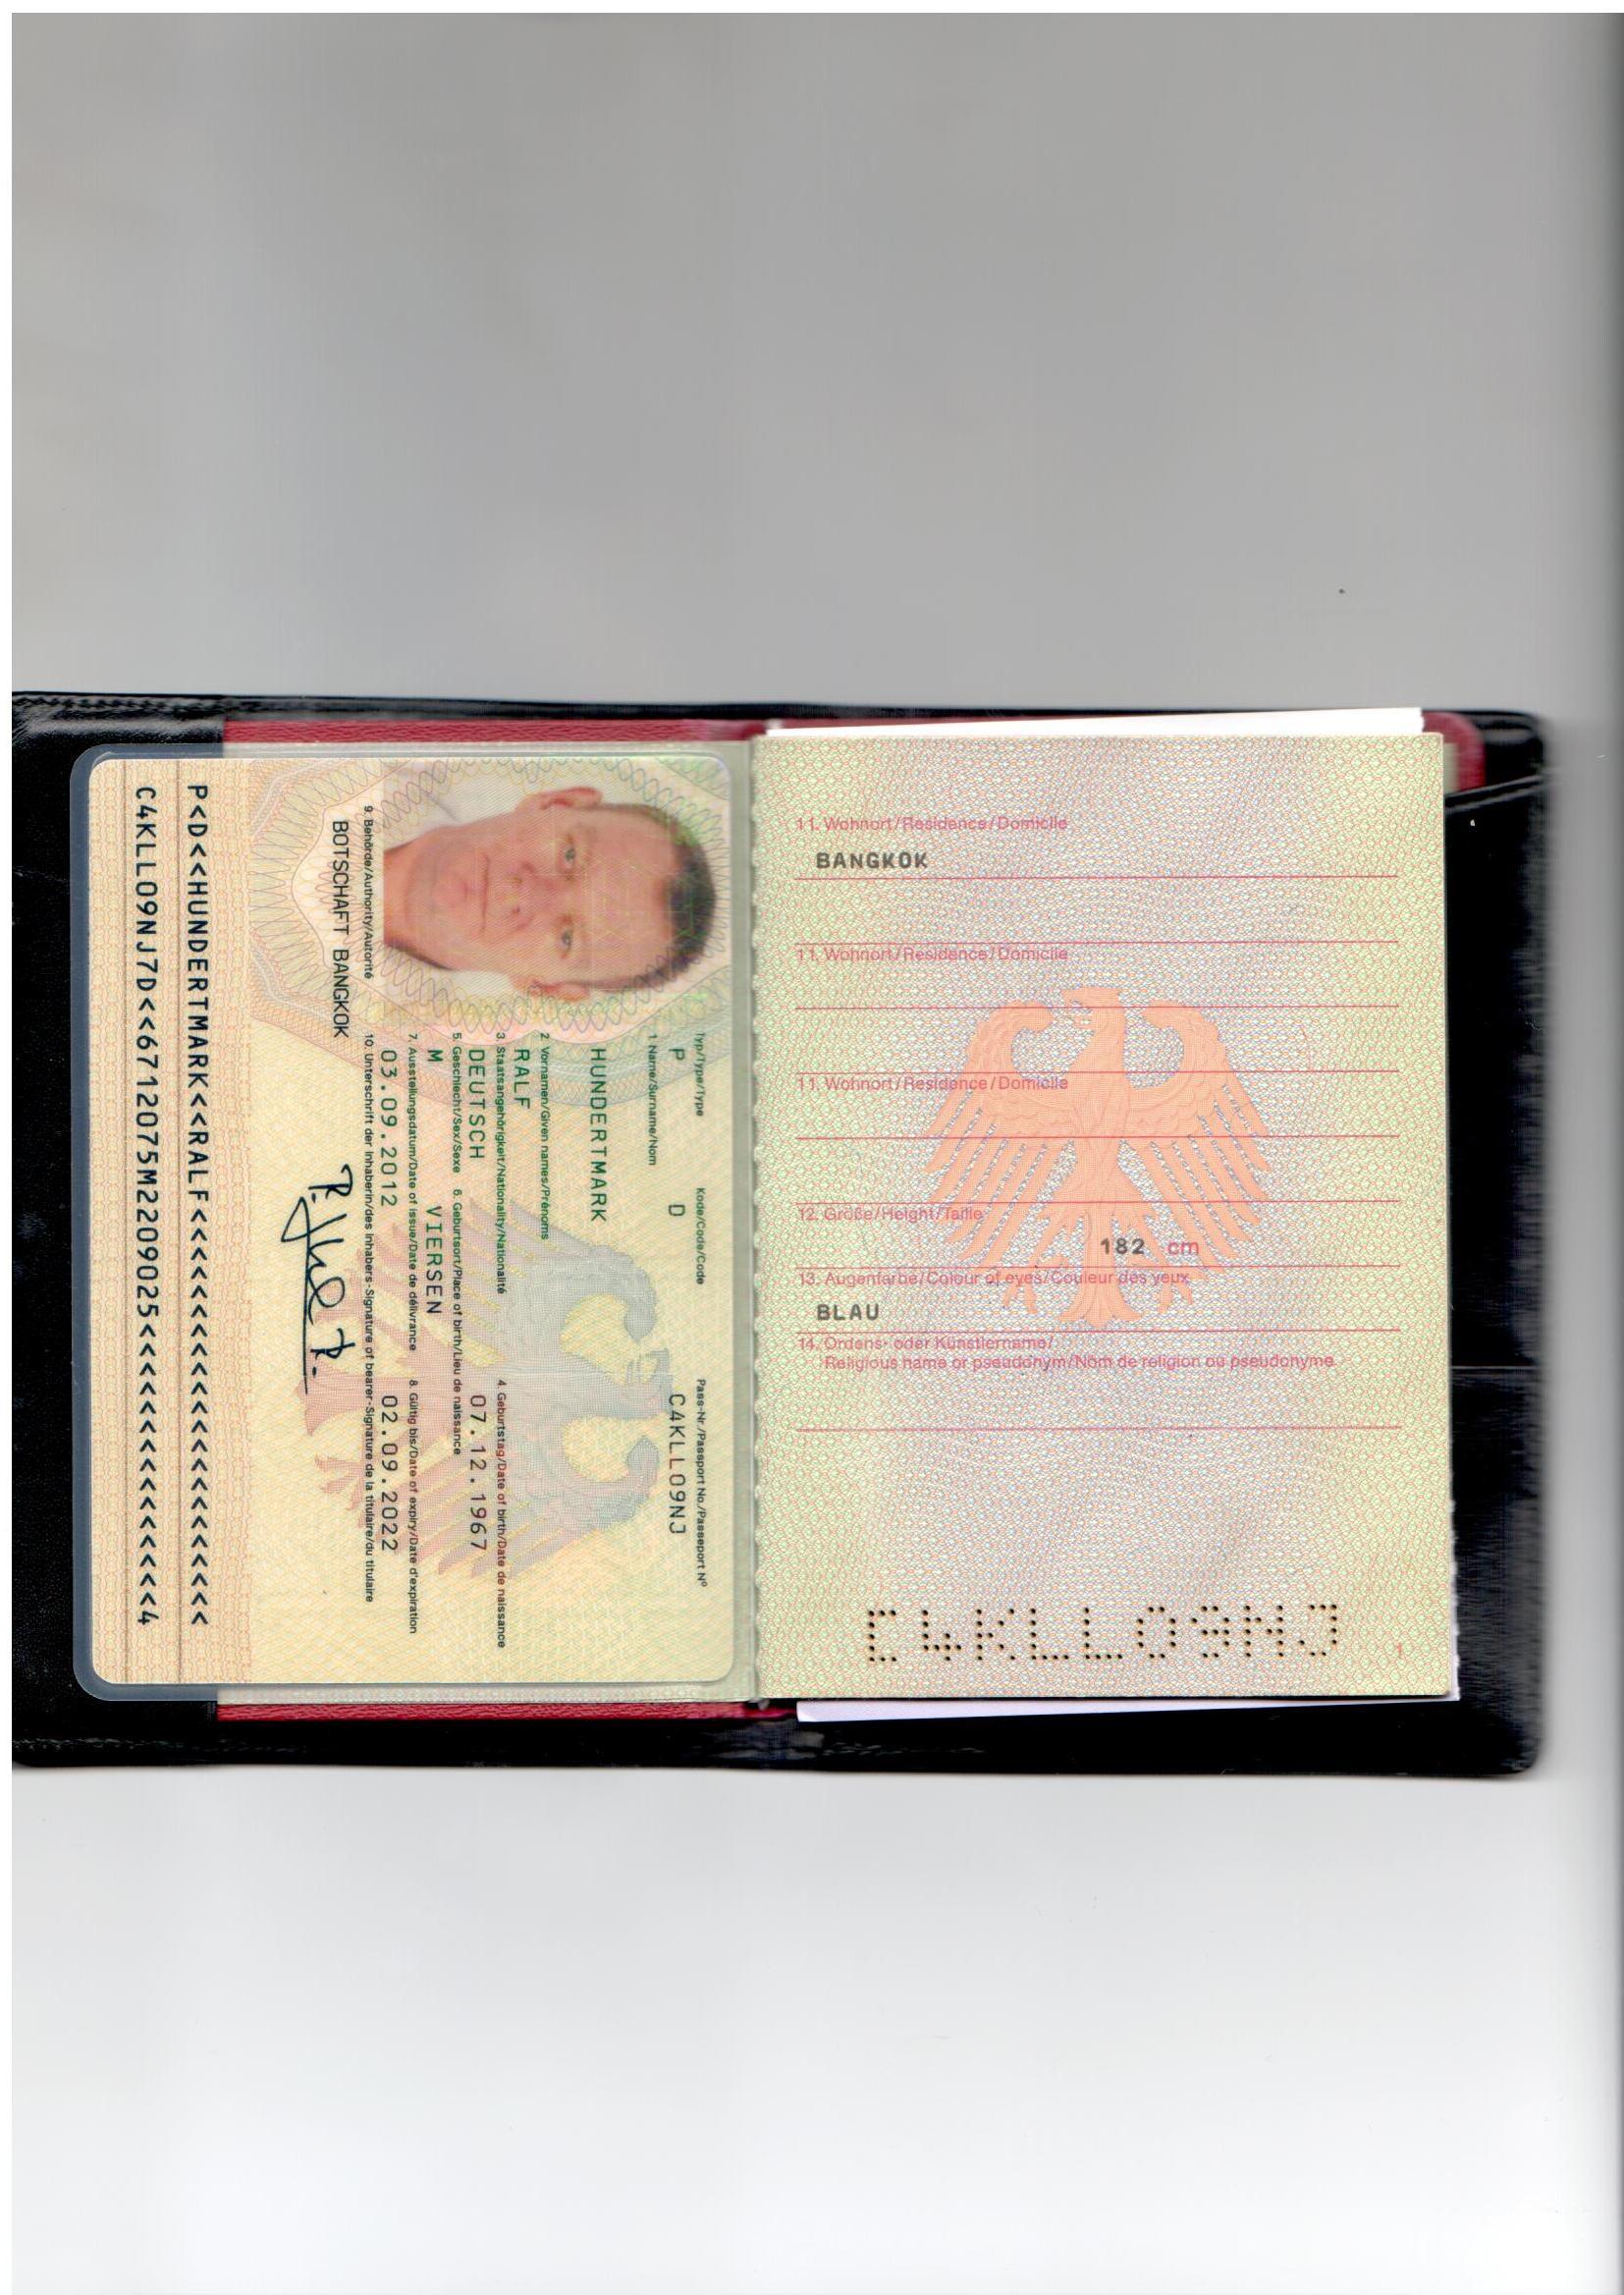 Typ/Type/Type Kode/Code/Code Pass-Nr./Passport No./Passeport Nº
P D C4KLL09NJ
1 Name/Surname/Nom
HUNDERTMARK
2 Vornamen/Given names/Prénoms
RALF
3. Staatsangehörigkeit/Nationality/Nationalité 4 Geburtstag/Date of birth/Date de naissance
DEUTSCH 07.12.1967
5. Geschlecht/Sex/Sexe 6. Geburtsort/Place of birth/Lieu de naissance
M VIERSEN
7. Ausstellungsdatum/Date of issue/Date de délivrance 8. Gültig bis/Date of expiry/Date d'expiration
03.09.2012 02.09.2022
9. Behörde/Authority/Autorité 10. Unterschrift der Inhaberin/des Inhabers-Signature of bearer-Signature de la titulaire/du titulaire
BOTSCHAFT BANGKOK
P<D<<HUNDERTMARK<<RALF<<<<<<<<<<<<<<<<<<<<<<
C4KLL09NJ7D<<6712075M2209025<<<<<<<<<<<<<<<4
11. Wohnort/Residence/Domicile
BANGKOK
11. Wohnort/Residence/Domicile
11. Wohnort/Residence/Domicile
12. Größe/Height/Taille
182 cm
13. Augenfarbe/Colour of eyes/Couleur des yeux
BLAU
14. Ordens- oder Künstlername/
Religious name or pseudonym/Nom de religion ou pseudonyme
C4KLL09NJ
1